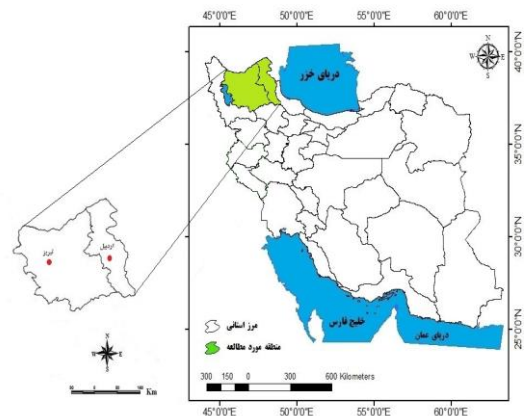 45°0'0"E 50°0'0"E 55°0'0"E 60°0'0"E
N
W E
S
40°0'0"N
35°0'0"N
30°0'0"N
25°0'0"N
دریای خزر
تبریز
اردبیل
خلیج فارس
دریای عمان
مرز استانی
منطقه مورد مطالعه
300 150 0 300 600 Kilometers
N
W E
S
Km
45°0'0"E 50°0'0"E 55°0'0"E 60°0'0"E